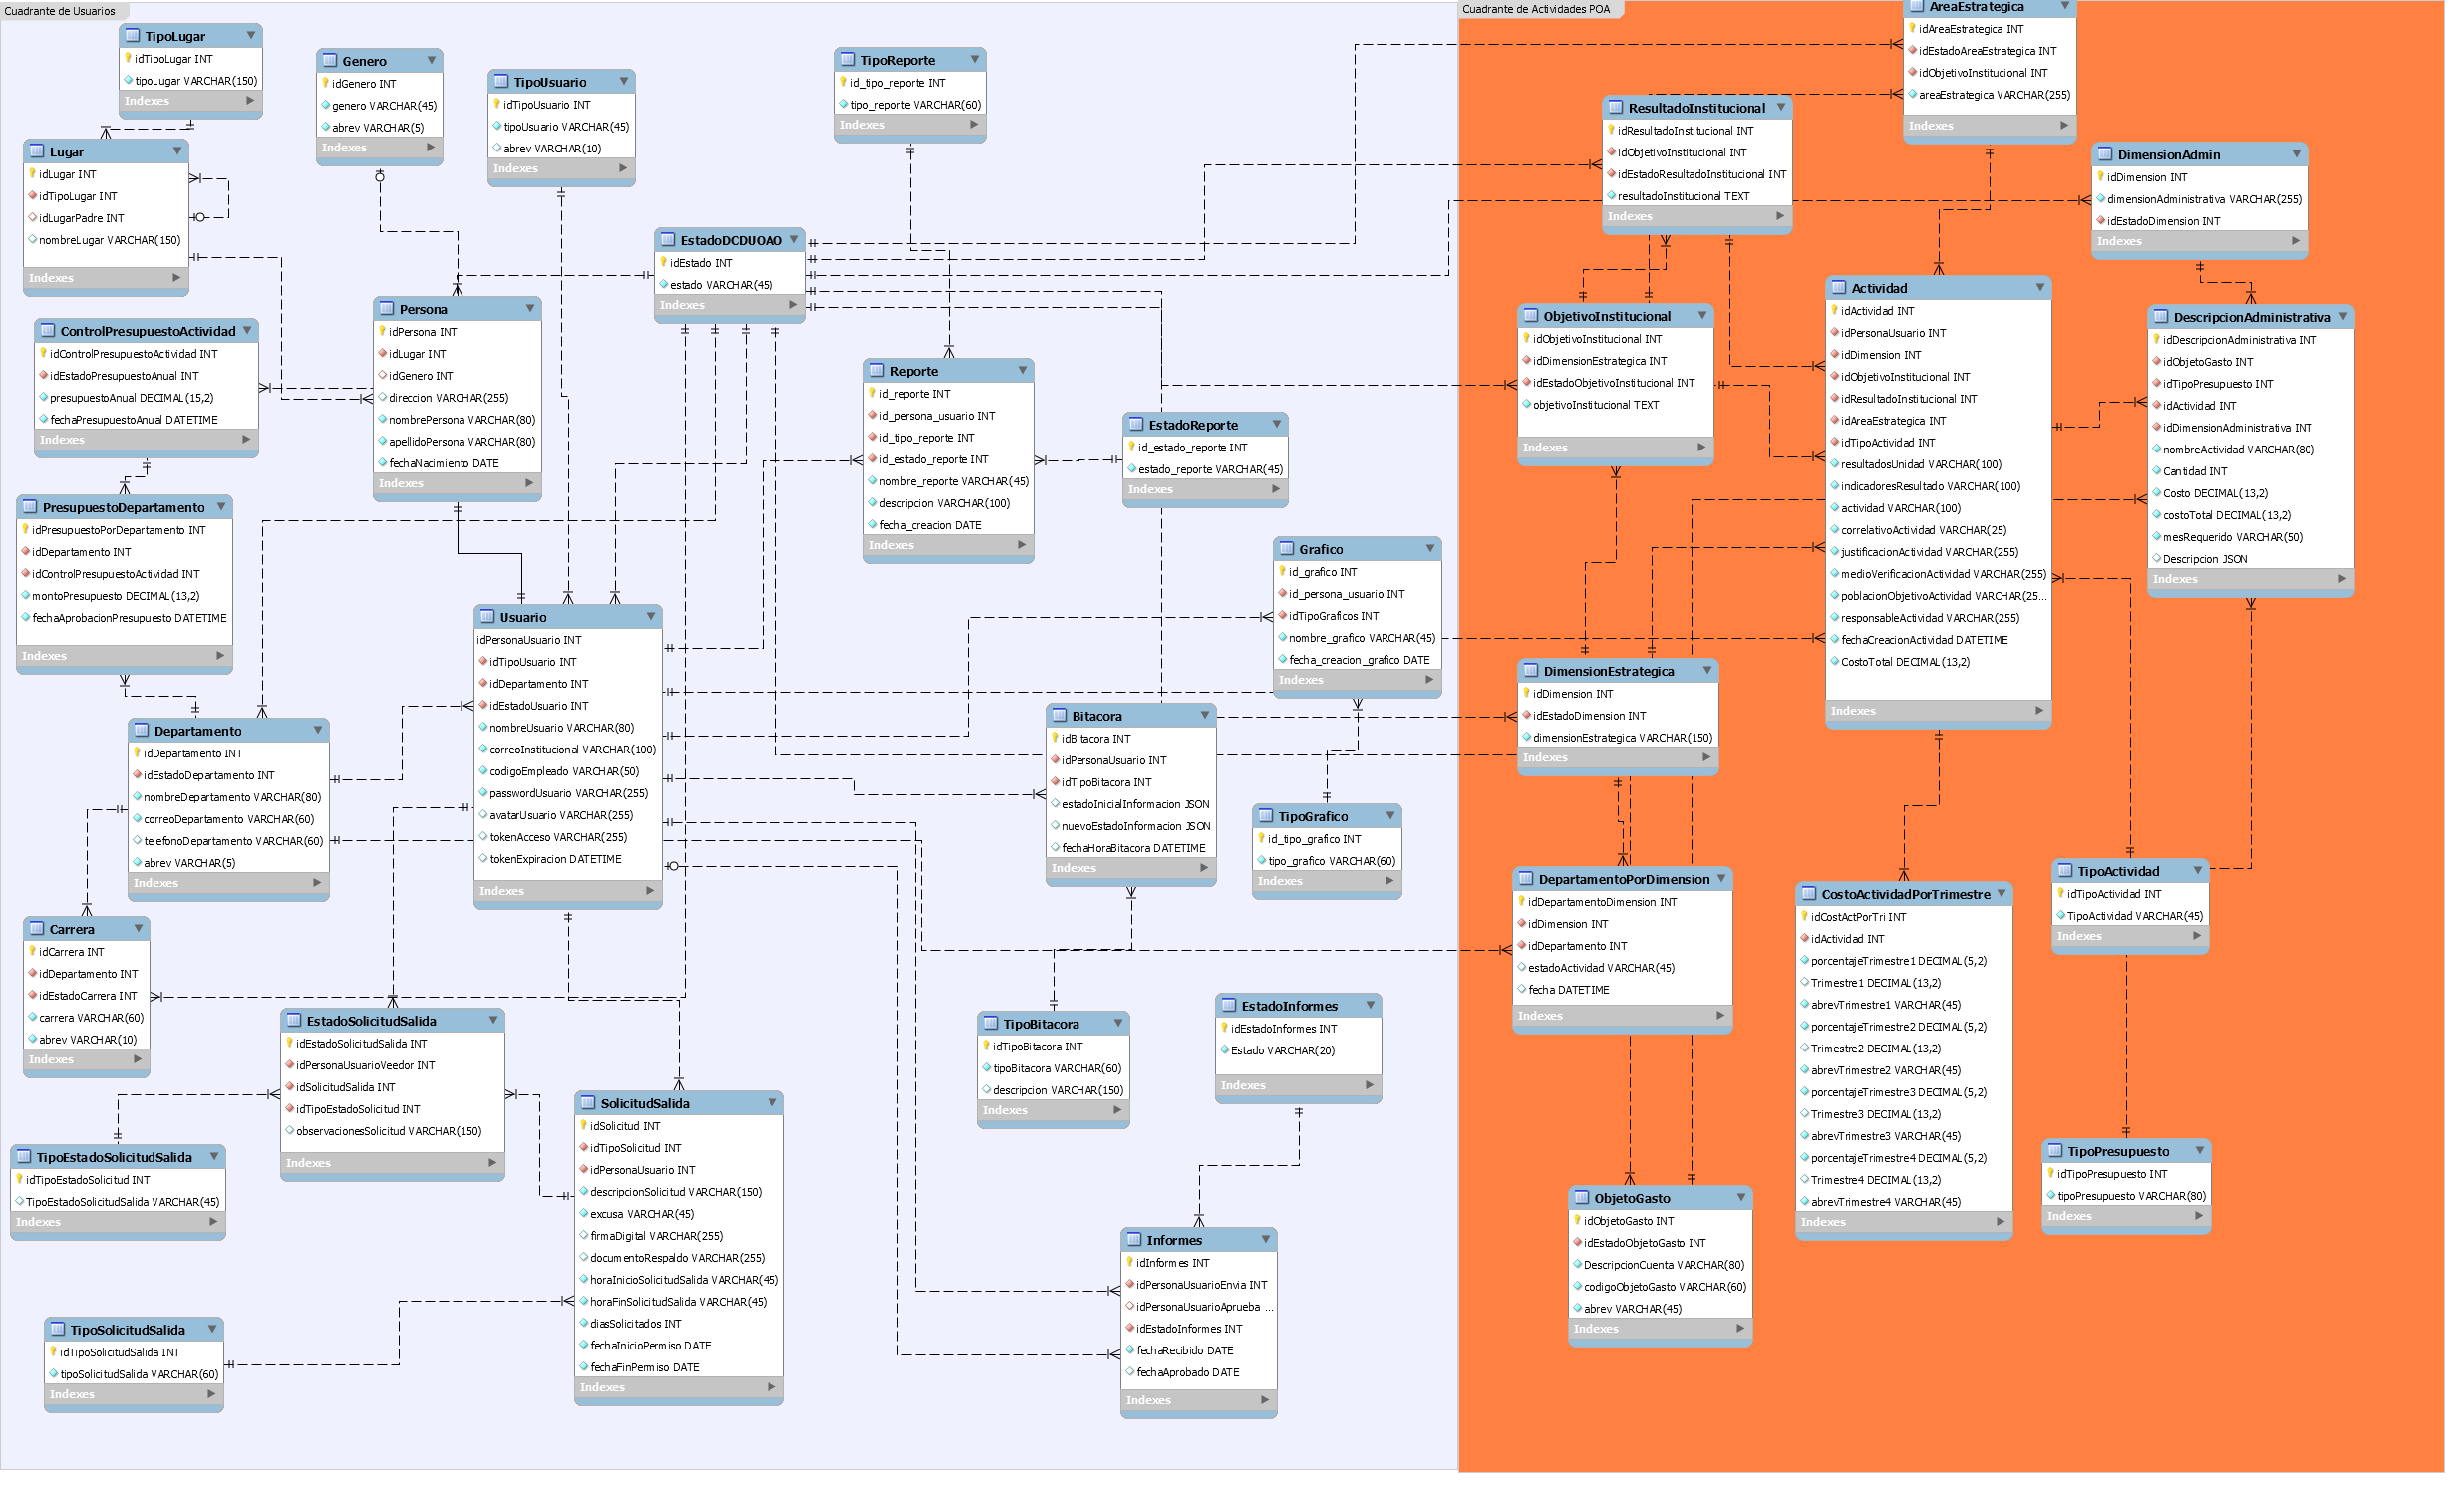 Cuadrante de Usuarios
TipoLugar
idTipoLugar INT
tipoLugar VARCHAR(150)
Indexes
Genero
idGenero INT
genero VARCHAR(45)
abrev VARCHAR(5)
Indexes
TipoUsuario
idTipoUsuario INT
tipoUsuario VARCHAR(45)
abrev VARCHAR(10)
Indexes
TipoReporte
id_tipo_reporte INT
tipo_reporte VARCHAR(60)
Indexes
Lugar
idLugar INT
idTipoLugar INT
idLugarPadre INT
nombreLugar VARCHAR(150)
Indexes
EstadoDCDUOAO
idEstado INT
estado VARCHAR(45)
Indexes
Persona
idPersona INT
idLugar INT
idGenero INT
direccion VARCHAR(255)
nombrePersona VARCHAR(80)
apellidoPersona VARCHAR(80)
fechaNacimiento DATE
Indexes
ControlPresupuestoActividad
idControlPresupuestoActividad INT
idEstadoPresupuestoAnual INT
presupuestoAnual DECIMAL(15,2)
fechaPresupuestoAnual DATETIME
Indexes
Reporte
id_reporte INT
id_persona_usuario INT
id_tipo_reporte INT
id_estado_reporte INT
nombre_reporte VARCHAR(45)
descripcion VARCHAR(100)
fecha_creacion DATE
Indexes
EstadoReporte
id_estado_reporte INT
estado_reporte VARCHAR(45)
Indexes
PresupuestoDepartamento
idPresupuestoPorDepartamento INT
idDepartamento INT
idControlPresupuestoActividad INT
montoPresupuesto DECIMAL(13,2)
fechaAprobacionPresupuesto DATETIME
Indexes
Grafico
id_grafico INT
id_persona_usuario INT
idTipoGraficos INT
nombre_grafico VARCHAR(45)
fecha_creacion_grafico DATE
Indexes
Usuario
idPersonaUsuario INT
idTipoUsuario INT
idDepartamento INT
idEstadoUsuario INT
nombreUsuario VARCHAR(80)
correoInstitucional VARCHAR(100)
codigoEmpleado VARCHAR(50)
passwordUsuario VARCHAR(255)
avatarUsuario VARCHAR(255)
tokenAcceso VARCHAR(255)
tokenExpiracion DATETIME
Indexes
Departamento
idDepartamento INT
idEstadoDepartamento INT
nombreDepartamento VARCHAR(80)
correoDepartamento VARCHAR(60)
telefonoDepartamento VARCHAR(60)
abrev VARCHAR(5)
Indexes
Bitacora
idBitacora INT
idPersonaUsuario INT
idTipoBitacora INT
estadoInicialInformacion JSON
nuevoEstadoInformacion JSON
fechaHoraBitacora DATETIME
Indexes
TipoGrafico
id_tipo_grafico INT
tipo_grafico VARCHAR(60)
Indexes
Carrera
idCarrera INT
idDepartamento INT
idEstadoCarrera INT
carrera VARCHAR(60)
abrev VARCHAR(10)
Indexes
EstadoSolicitudSalida
idEstadoSolicitudSalida INT
idPersonaUsuarioVeedor INT
idSolicitudSalida INT
idTipoEstadoSolicitud INT
observacionesSolicitud VARCHAR(150)
Indexes
TipoBitacora
idTipoBitacora INT
tipoBitacora VARCHAR(60)
descripcion VARCHAR(150)
Indexes
EstadoInformes
idEstadoInformes INT
Estado VARCHAR(20)
Indexes
SolicitudSalida
idSolicitud INT
idTipoSolicitud INT
idPersonaUsuario INT
descripcionSolicitud VARCHAR(150)
excusa VARCHAR(45)
firmaDigital VARCHAR(255)
documentoRespaldo VARCHAR(255)
horaInicioSolicitudSalida VARCHAR(45)
horaFinSolicitudSalida VARCHAR(45)
diasSolicitados INT
fechaInicioPermiso DATE
fechaFinPermiso DATE
Indexes
TipoEstadoSolicitudSalida
idTipoEstadoSolicitud INT
TipoEstadoSolicitudSalida VARCHAR(45)
Indexes
Informes
idInformes INT
idPersonaUsuarioEnvia INT
idPersonaUsuarioAprueba ...
idEstadoInformes INT
fechaRecibido DATE
fechaAprobado DATE
Indexes
TipoSolicitudSalida
idTipoSolicitudSalida INT
tipoSolicitudSalida VARCHAR(60)
Indexes
Cuadrante de Actividades POA
AreaEstrategica
idAreaEstrategica INT
idEstadoAreaEstrategica INT
idObjetivoInstitucional INT
areaEstrategica VARCHAR(255)
Indexes
ResultadoInstitucional
idResultadoInstitucional INT
idObjetivoInstitucional INT
idEstadoResultadoInstitucional INT
resultadoInstitucional TEXT
Indexes
DimensionAdmin
idDimension INT
dimensionAdministrativa VARCHAR(255)
idEstadoDimension INT
Indexes
Actividad
idActividad INT
idPersonaUsuario INT
idDimension INT
idObjetivoInstitucional INT
idResultadoInstitucional INT
idAreaEstrategica INT
idTipoActividad INT
resultadosUnidad VARCHAR(100)
indicadoresResultado VARCHAR(100)
actividad VARCHAR(100)
correlativoActividad VARCHAR(25)
justificacionActividad VARCHAR(255)
medioVerificacionActividad VARCHAR(255)
poblacionObjetivoActividad VARCHAR(25...
responsableActividad VARCHAR(255)
fechaCreacionActividad DATETIME
CostoTotal DECIMAL(13,2)
Indexes
ObjetivoInstitucional
idObjetivoInstitucional INT
idDimensionEstrategica INT
idEstadoObjetivoInstitucional INT
objetivoInstitucional TEXT
Indexes
DescripcionAdministrativa
idDescripcionAdministrativa INT
idObjetoGasto INT
idTipoPresupuesto INT
idActividad INT
idDimensionAdministrativa INT
nombreActividad VARCHAR(80)
Cantidad INT
Costo DECIMAL(13,2)
costoTotal DECIMAL(13,2)
mesRequerido VARCHAR(50)
Descripcion JSON
Indexes
DimensionEstrategica
idDimension INT
idEstadoDimension INT
dimensionEstrategica VARCHAR(150)
Indexes
DepartamentoPorDimension
idDepartamentoDimension INT
idDimension INT
idDepartamento INT
estadoActividad VARCHAR(45)
fecha DATETIME
Indexes
CostoActividadPorTrimestre
idCostActPorTri INT
idActividad INT
porcentajeTrimestre1 DECIMAL(5,2)
Trimestre1 DECIMAL(13,2)
abrevTrimestre1 VARCHAR(45)
porcentajeTrimestre2 DECIMAL(5,2)
Trimestre2 DECIMAL(13,2)
abrevTrimestre2 VARCHAR(45)
porcentajeTrimestre3 DECIMAL(5,2)
Trimestre3 DECIMAL(13,2)
abrevTrimestre3 VARCHAR(45)
porcentajeTrimestre4 DECIMAL(5,2)
Trimestre4 DECIMAL(13,2)
abrevTrimestre4 VARCHAR(45)
Indexes
TipoActividad
idTipoActividad INT
TipoActividad VARCHAR(45)
Indexes
TipoPresupuesto
idTipoPresupuesto INT
tipoPresupuesto VARCHAR(80)
Indexes
ObjetoGasto
idObjetoGasto INT
idEstadoObjetoGasto INT
DescripcionCuenta VARCHAR(80)
codigoObjetoGasto VARCHAR(60)
abrev VARCHAR(45)
Indexes